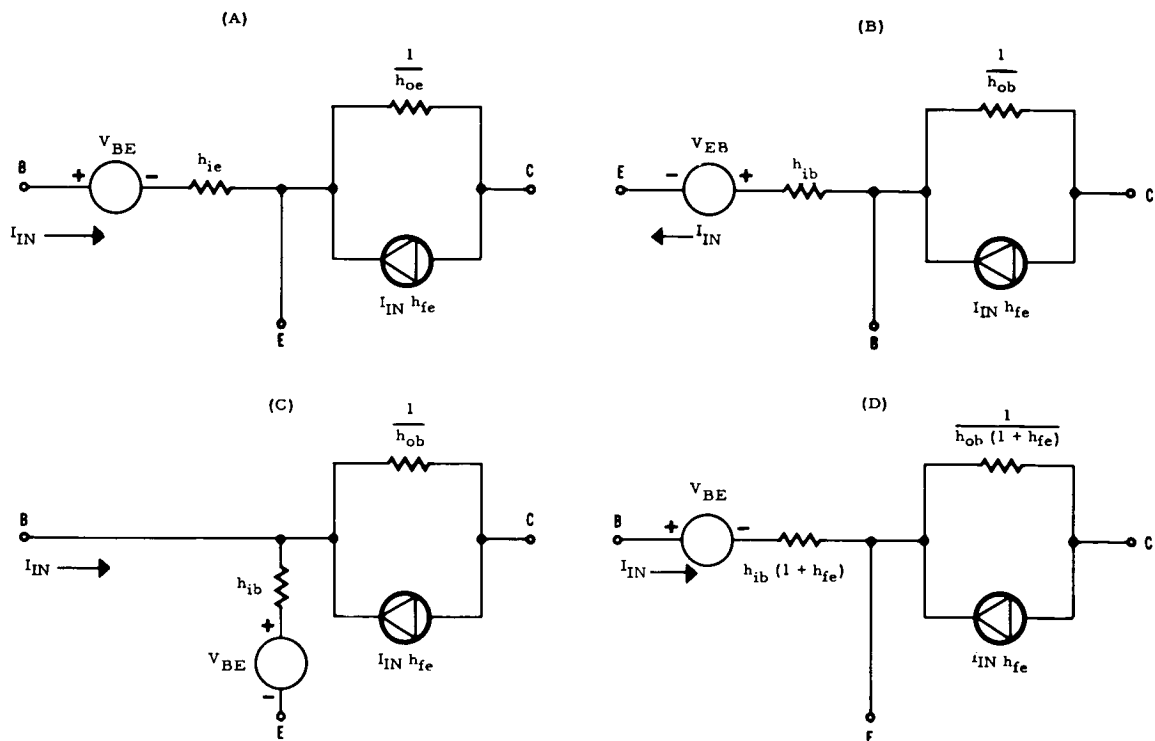 (A)
1
h_oe
V_BE
B
+
-
h_ie
C
I_IN
I_IN h_fe
E
(B)
1
h_ob
V_EB
E
-
+
h_ib
C
I_IN
I_IN h_fe
B
(C)
1
h_ob
B
C
I_IN
h_ib
+
V_BE
-
I_IN h_fe
E
(D)
1
h_ob (1 + h_fe)
V_BE
B
+
-
C
I_IN
h_ib (1 + h_fe)
I_IN h_fe
E